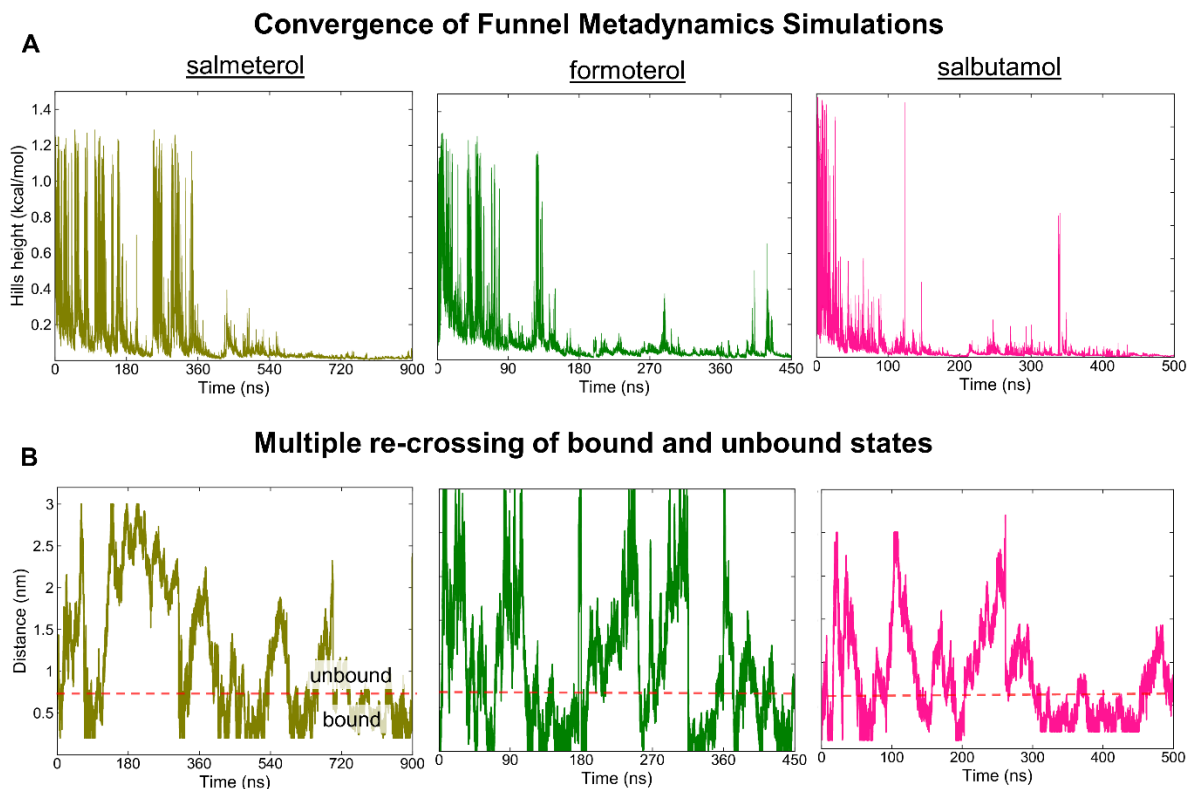 Convergence of Funnel Metadynamics Simulations
A
salmeterol
formoterol
salbutamol
Hills height (kcal/mol)
1.4
1.2
1.0
0.8
0.6
0.4
0.2
0 180 360 540 720 900
Time (ns)
0 90 180 270 360 450
Time (ns)
0 100 200 300 400 500
Time (ns)
Multiple re-crossing of bound and unbound states
B
Distance (nm)
3
2.5
2
1.5
1
0.5
unbound
bound
0 180 360 540 720 900
Time (ns)
0 90 180 270 360 450
Time (ns)
0 100 200 300 400 500
Time (ns)